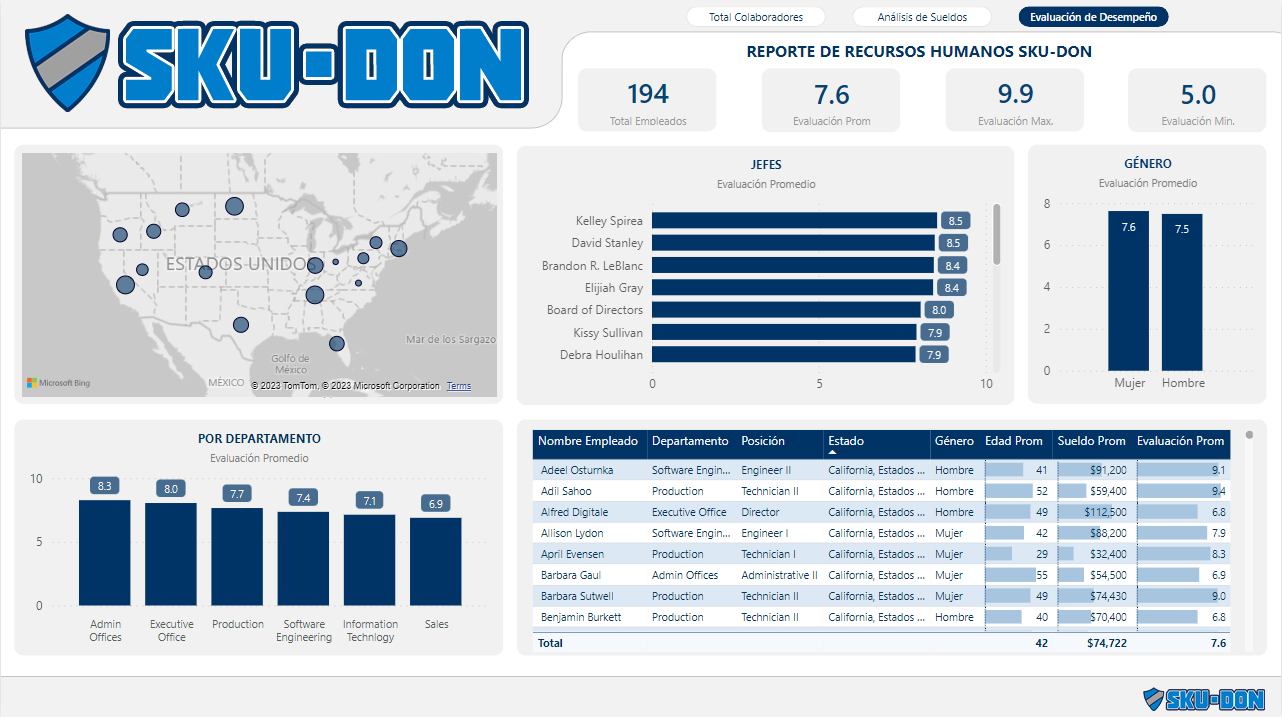 SKU-DON
Total Colaboradores
Análisis de Sueldos
Evaluación de Desempeño
REPORTE DE RECURSOS HUMANOS SKU-DON
194
Total Empleados
7.6
Evaluación Prom
9.9
Evaluación Max.
5.0
Evaluación Min.
ESTADOS UNIDOS
Mar de los Sargazo
Golfo de
México
MÉXICO
Microsoft Bing
© 2023 TomTom, © 2023 Microsoft Corporation Terms
JEFES
Evaluación Promedio
Kelley Spirea 8.5
David Stanley 8.5
Brandon R. LeBlanc 8.4
Elijiah Gray 8.4
Board of Directors 8.0
Kissy Sullivan 7.9
Debra Houlihan 7.9
0 5 10
GÉNERO
Evaluación Promedio
8
6
4
2
0
7.6 7.5
Mujer Hombre
POR DEPARTAMENTO
Evaluación Promedio
10
5
0
8.3 8.0 7.7 7.4 7.1 6.9
Admin
Offices
Executive
Office
Production
Software
Engineering
Information
Technlogy
Sales
Nombre Empleado Departamento Posición Estado Género Edad Prom Sueldo Prom Evaluación Prom
Adeel Osturnka Software Engin... Engineer II California, Estados ... Hombre 41 $91,200 9.1
Adil Sahoo Production Technician II California, Estados ... Hombre 52 $59,400 9.4
Alfred Digitale Executive Office Director California, Estados ... Hombre 49 $112,500 6.8
Allison Lydon Software Engin... Engineer I California, Estados ... Mujer 42 $88,200 7.9
April Evensen Production Technician I California, Estados ... Mujer 29 $32,400 8.3
Barbara Gaul Admin Offices Administrative II California, Estados ... Mujer 55 $54,500 6.9
Barbara Sutwell Production Technician II California, Estados ... Mujer 49 $74,430 9.0
Benjamin Burkett Production Technician II California, Estados ... Hombre 40 $70,400 6.8
Total 42 $74,722 7.6
SKU-DON